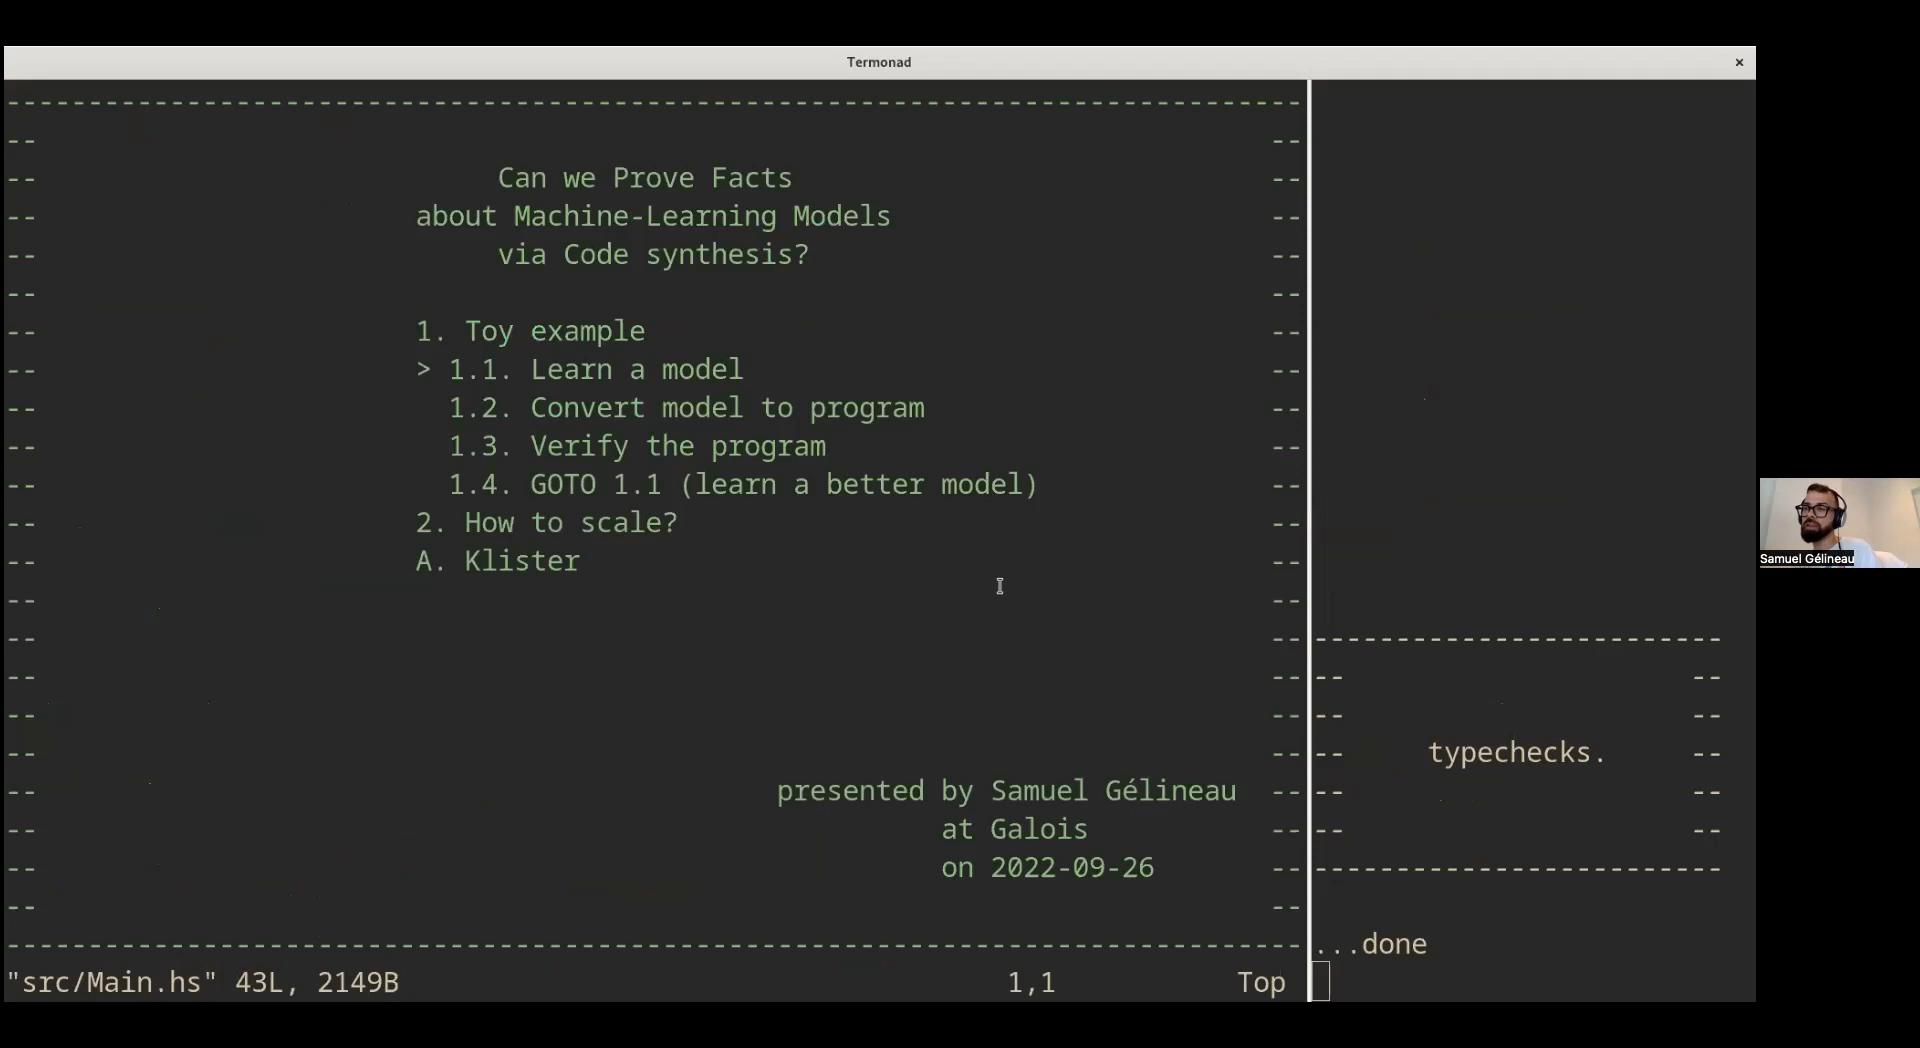 Termonad ×
--------------------------------------------------------------------------------
-- --
-- Can we Prove Facts --
-- about Machine-Learning Models --
-- via Code synthesis? --
-- --
-- 1. Toy example --
-- > 1.1. Learn a model --
-- 1.2. Convert model to program --
-- 1.3. Verify the program --
-- 1.4. GOTO 1.1 (learn a better model) --
-- 2. How to scale? --
-- A. Klister --
-- --
-- --
-- --
-- --
-- --
-- presented by Samuel Gélineau --
-- at Galois --
-- on 2022-09-26 --
-- --
--------------------------------------------------------------------------------
"src/Main.hs" 43L, 2149B 1,1 Top
-------------------------
-- --
-- --
-- typechecks. --
-- --
-- --
-------------------------
...done
Samuel Gélineau